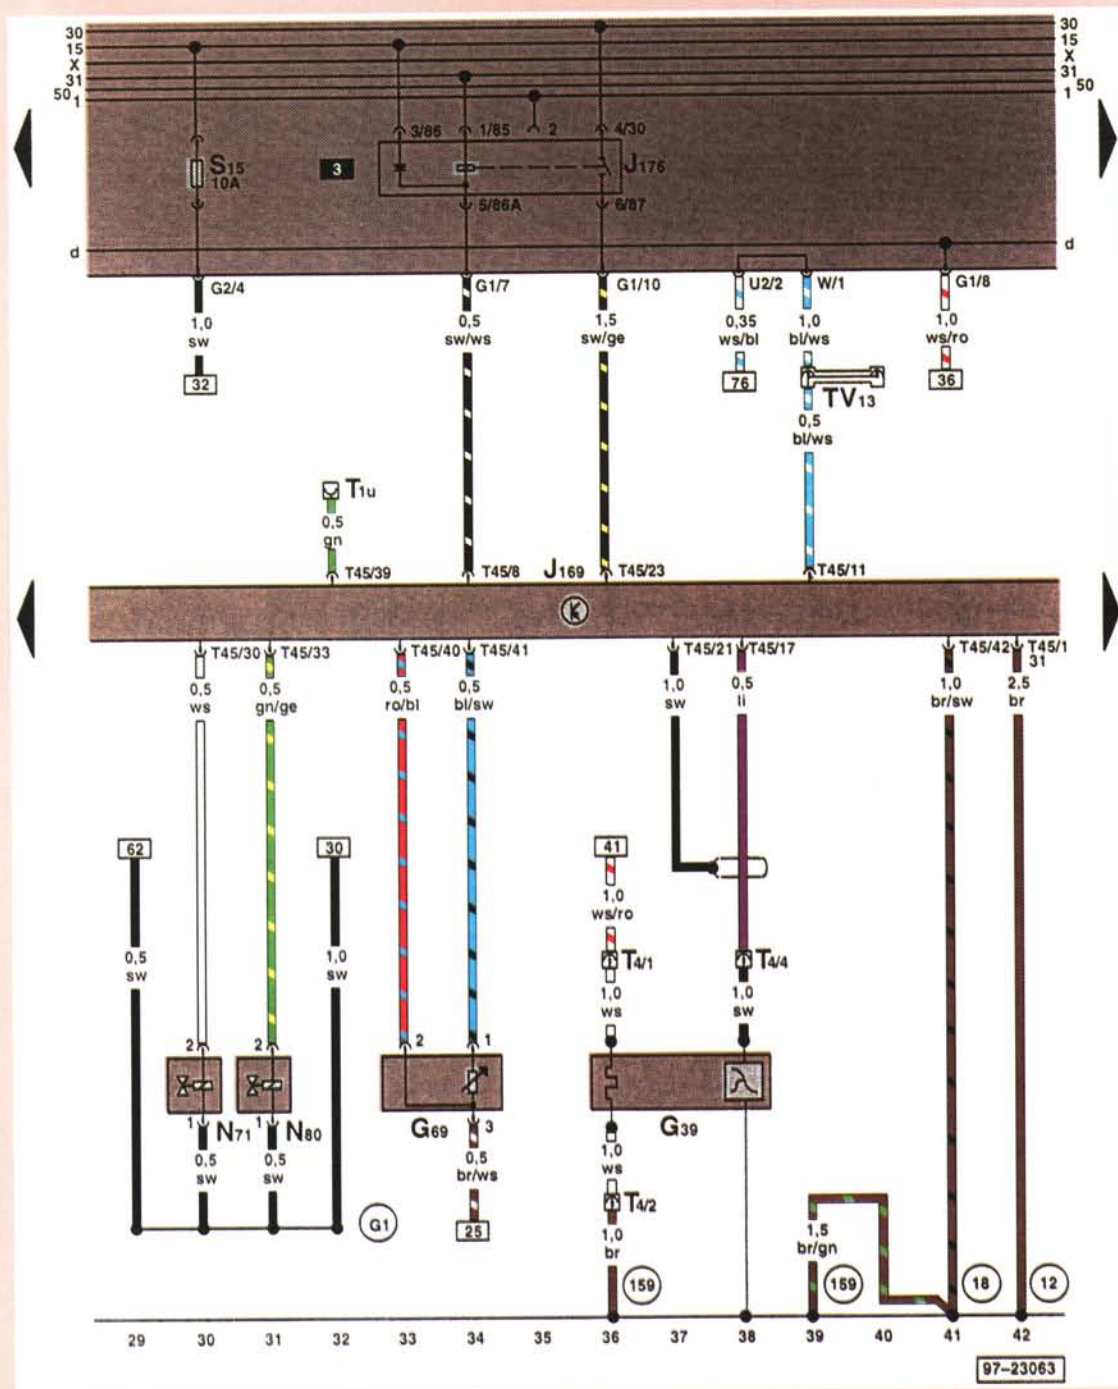 30 30
15 15
X X
31 31
50 1 1 50
3/86 1/85 2 4/30
S15 10A
3
J176
5/86A 6/87
d d
G2/4 G1/7 G1/10 U2/2 W/1 G1/8
1,0 sw
0,5 sw/ws
1,5 sw/ge
0,35 ws/bl
1,0 bl/ws
1,0 ws/ro
32 76 36
TV13
0,5 bl/ws
T1u
0,5 gn
T45/39 T45/8 J169 T45/23 T45/11
K
T45/30 T45/33 T45/40 T45/41 T45/21 T45/17 T45/42 T45/1
31
0,5 ws
0,5 gn/ge
0,5 ro/bl
0,5 bl/sw
1,0 sw
0,5 li
1,0 br/sw
2,5 br
62 30 41
0,5 sw
1,0 sw
1,0 ws/ro
T4/1 T4/4
1,0 ws
1,0 sw
2 2 2 1
1 N71 1 N80 G69 3 G39
0,5 sw
0,5 sw
0,5 br/ws
1,0 ws
T4/2
G1 25
1,0 br
1,5 br/gn
159 159 18 12
29 30 31 32 33 34 35 36 37 38 39 40 41 42
97-23063